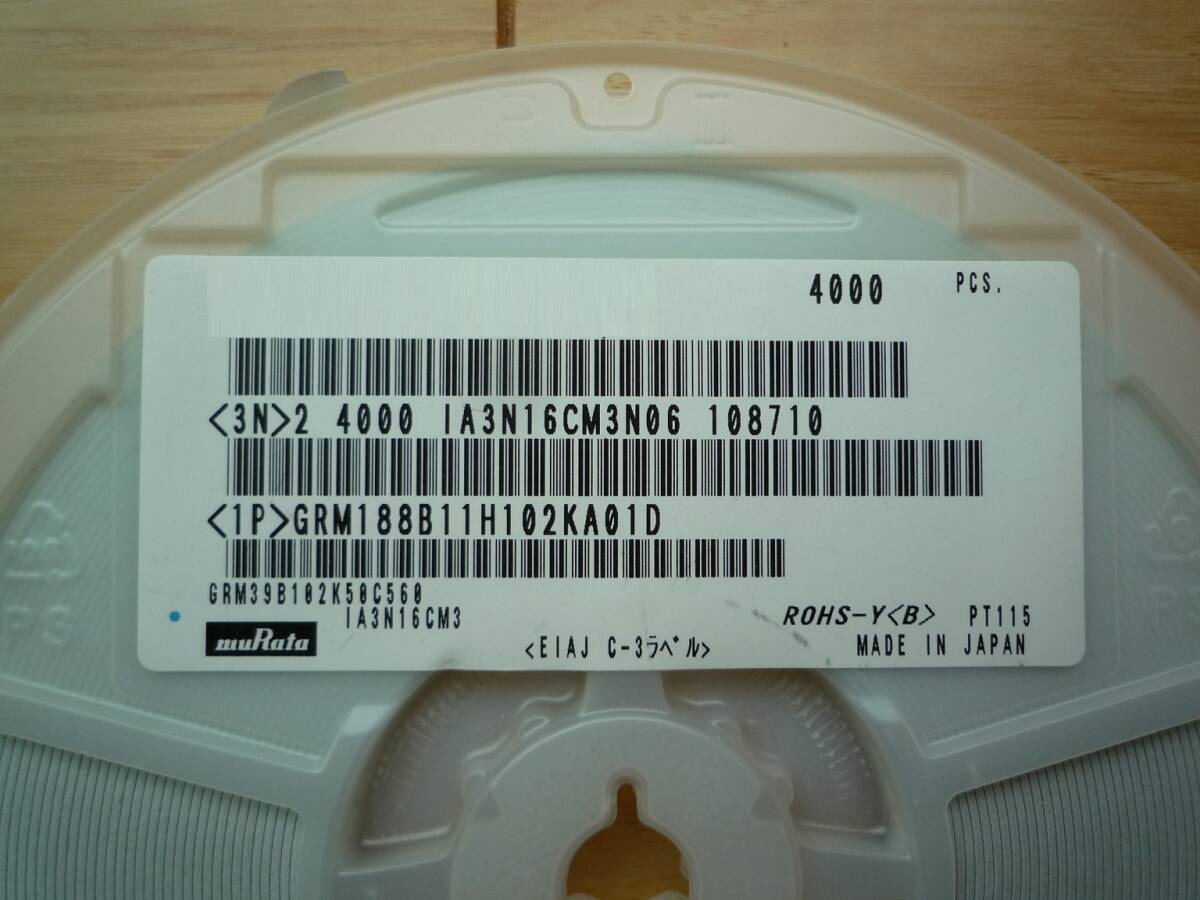 4000 PCS.
<3N>2 4000 IA3N16CM3N06 108710
<1P>GRM188B11H102KA01D
GRM39B102K50C560
IA3N16CM3
ROHS-Y<B> PT115
muRata
<EIAJ C-3ラベル>
MADE IN JAPAN
PS